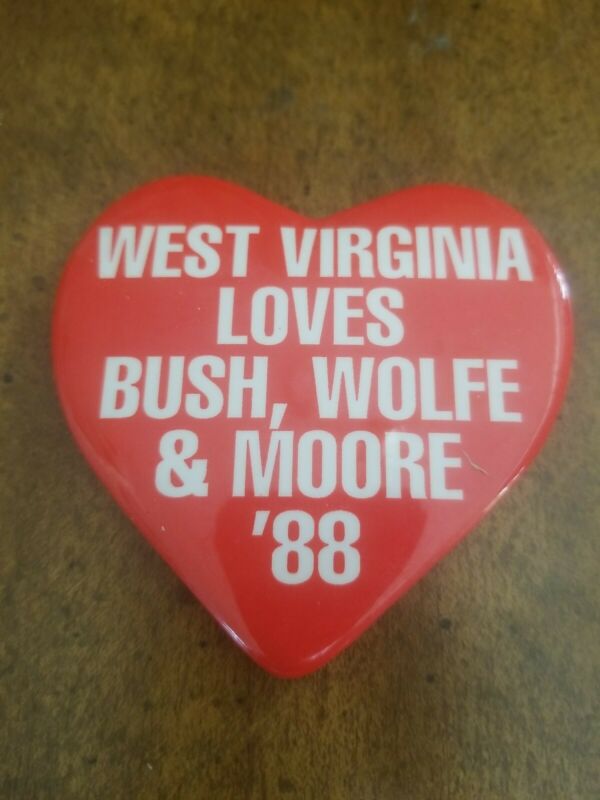 WEST VIRGINIA
LOVES
BUSH, WOLFE
& MOORE
'88